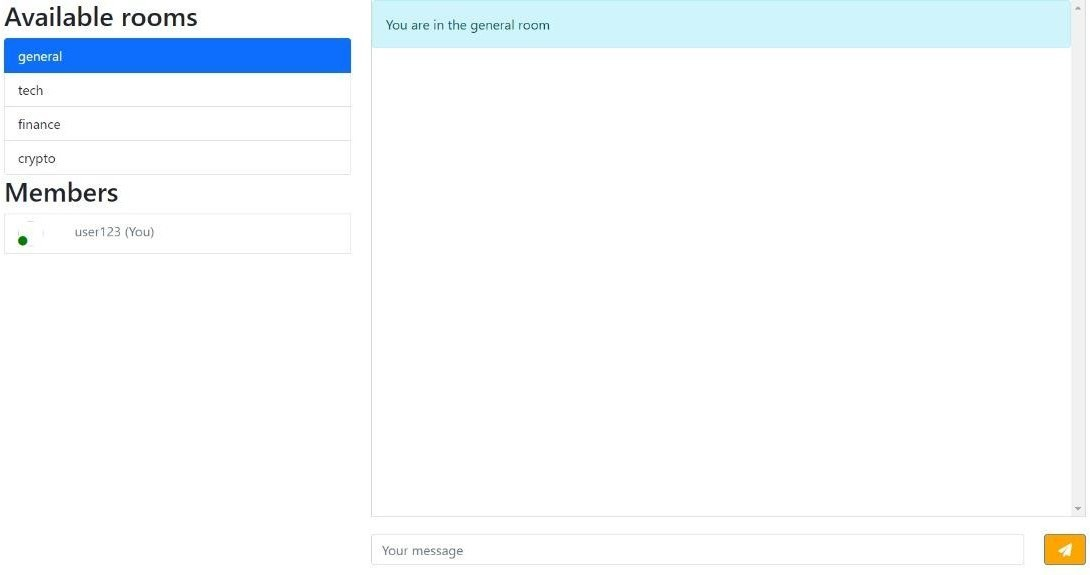 Available rooms
general
tech
finance
crypto
Members
user123 (You)
You are in the general room
Your message